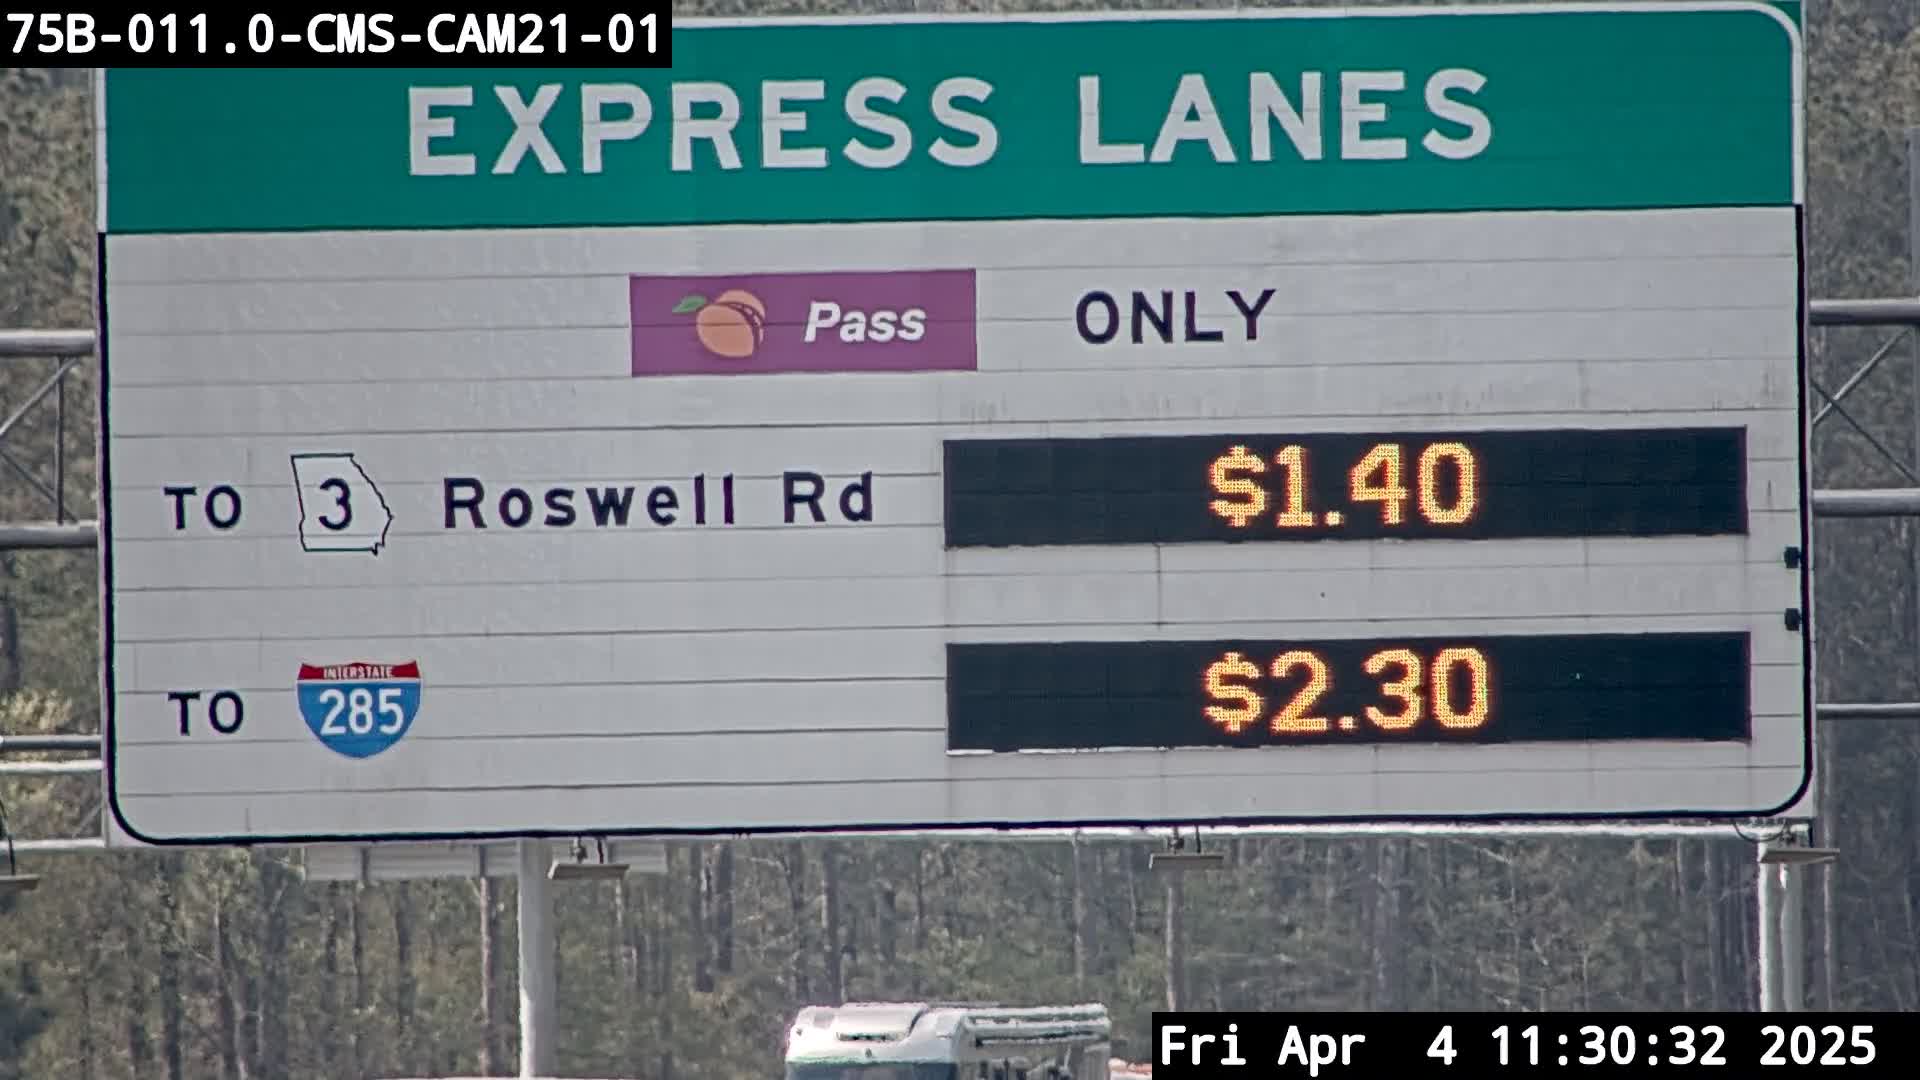 75B-011.0-CMS-CAM21-01
EXPRESS LANES
Pass ONLY
TO 3 Roswell Rd $1.40
TO INTERSTATE 285 $2.30
Fri Apr 4 11:30:32 2025